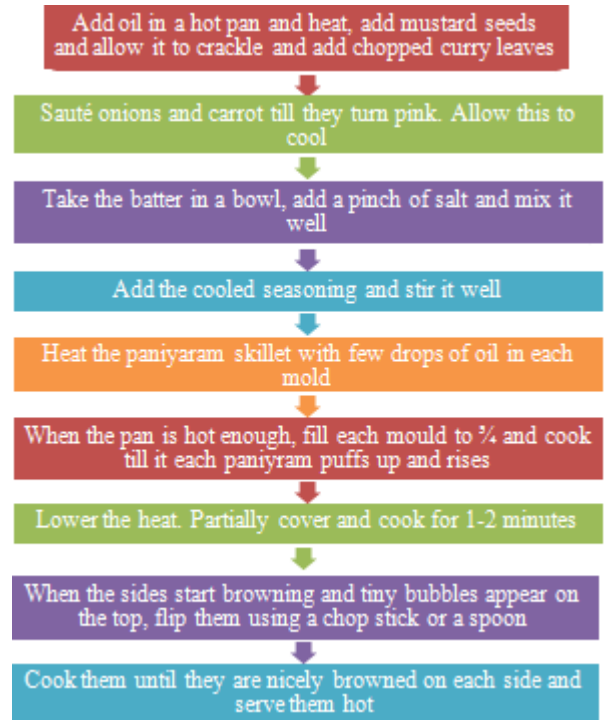 Add oil in a hot pan and heat, add mustard seeds
and allow it to crackle and add chopped curry leaves
Sauté onions and carrot till they turn pink. Allow this to
cool
Take the batter in a bowl, add a pinch of salt and mix it
well
Add the cooled seasoning and stir it well
Heat the paniyaram skillet with few drops of oil in each
mold
When the pan is hot enough, fill each mould to ¾ and cook
till it each paniyram puffs up and rises
Lower the heat. Partially cover and cook for 1-2 minutes
When the sides start browning and tiny bubbles appear on
the top, flip them using a chop stick or a spoon
Cook them until they are nicely browned on each side and
serve them hot